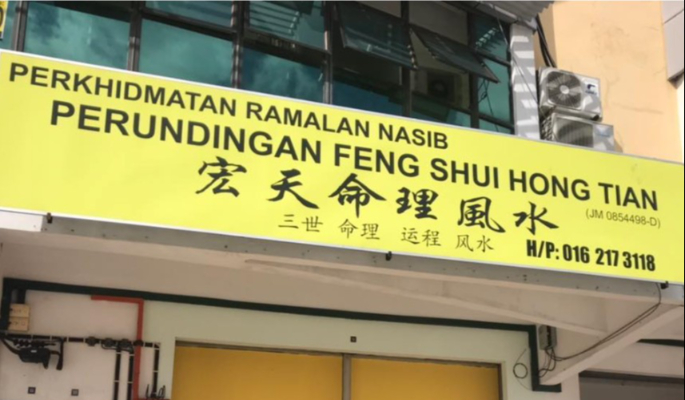 PERKHIDMATAN RAMALAN NASIB
PERUNDINGAN FENG SHUI HONG TIAN
(JM 0854498-D)
宏天命理風水
三世 命理 运程 风水
H/P: 016 217 3118